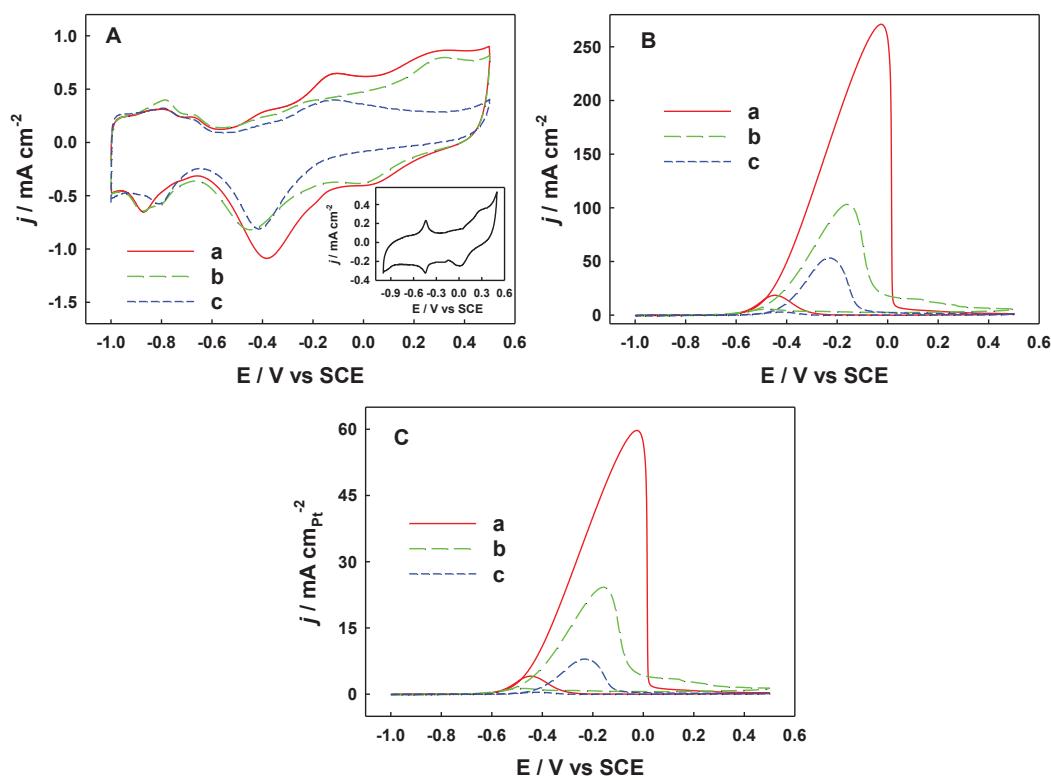 A
j / mA cm-2
1.0
0.5
0.0
-0.5
-1.0
-1.5
a
b
c
j / mA cm-2
0.4
0.2
0.0
-0.2
-0.4
-0.9 -0.6 -0.3 0.0 0.3 0.6
E / V vs SCE
-1.0 -0.8 -0.6 -0.4 -0.2 0.0 0.2 0.4 0.6
E / V vs SCE
B
j / mA cm-2
250
200
150
100
50
0
a
b
c
-1.0 -0.8 -0.6 -0.4 -0.2 0.0 0.2 0.4 0.6
E / V vs SCE
C
j / mA cmPt-2
60
45
30
15
0
a
b
c
-1.0 -0.8 -0.6 -0.4 -0.2 0.0 0.2 0.4 0.6
E / V vs SCE